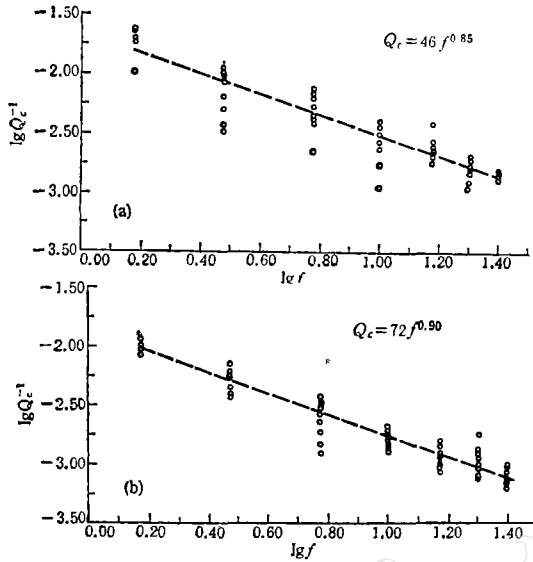 -1.50
Q_c = 46 f^{0.85}
-2.00
-2.50
-3.00
-3.50
lgQ_c^{-1}
(a)
0.00 0.20 0.40 0.60 0.80 1.00 1.20 1.40
lgf
-1.50
Q_c = 72 f^{0.90}
-2.00
-2.50
-3.00
-3.50
lgQ_c^{-1}
(b)
0.00 0.20 0.40 0.60 0.80 1.00 1.20 1.40
lgf